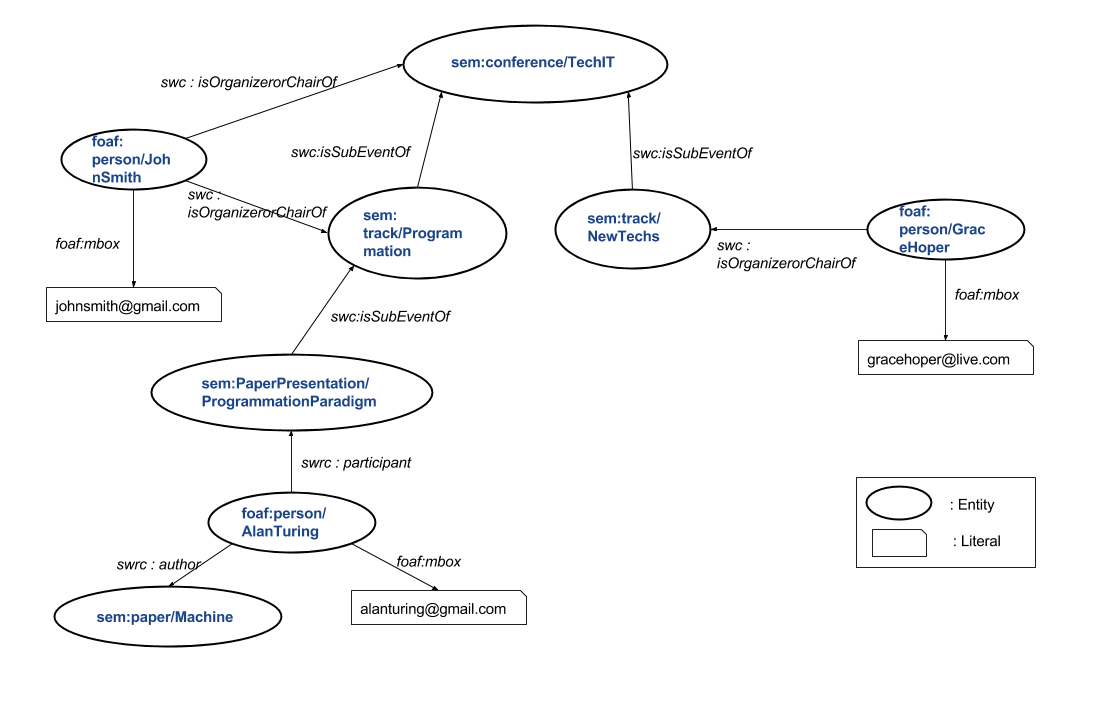 sem:conference/TechIT
swc : isOrganizerorChairOf
foaf:
person/Joh
nSmith
swc:isSubEventOf
swc:isSubEventOf
swc :
isOrganizerorChairOf
sem:
track/Program
mation
sem:track/
NewTechs
foaf:
person/Grac
eHoper
foaf:mbox
swc :
isOrganizerorChairOf
johnsmith@gmail.com
foaf:mbox
swc:isSubEventOf
gracehoper@live.com
sem:PaperPresentation/
ProgrammationParadigm
swrc : participant
foaf:person/
AlanTuring
: Entity
: Literal
swrc : author
foaf:mbox
sem:paper/Machine
alanturing@gmail.com